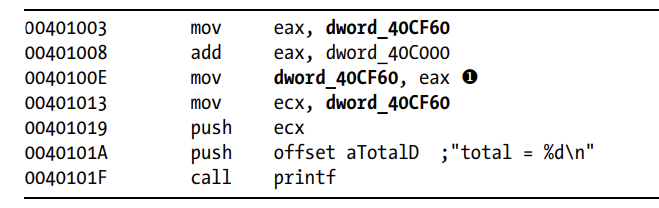 00401003 mov eax, dword_40CF60
00401008 add eax, dword_40C000
0040100E mov dword_40CF60, eax ❶
00401013 mov ecx, dword_40CF60
00401019 push ecx
0040101A push offset aTotalD ;"total = %d\n"
0040101F call printf